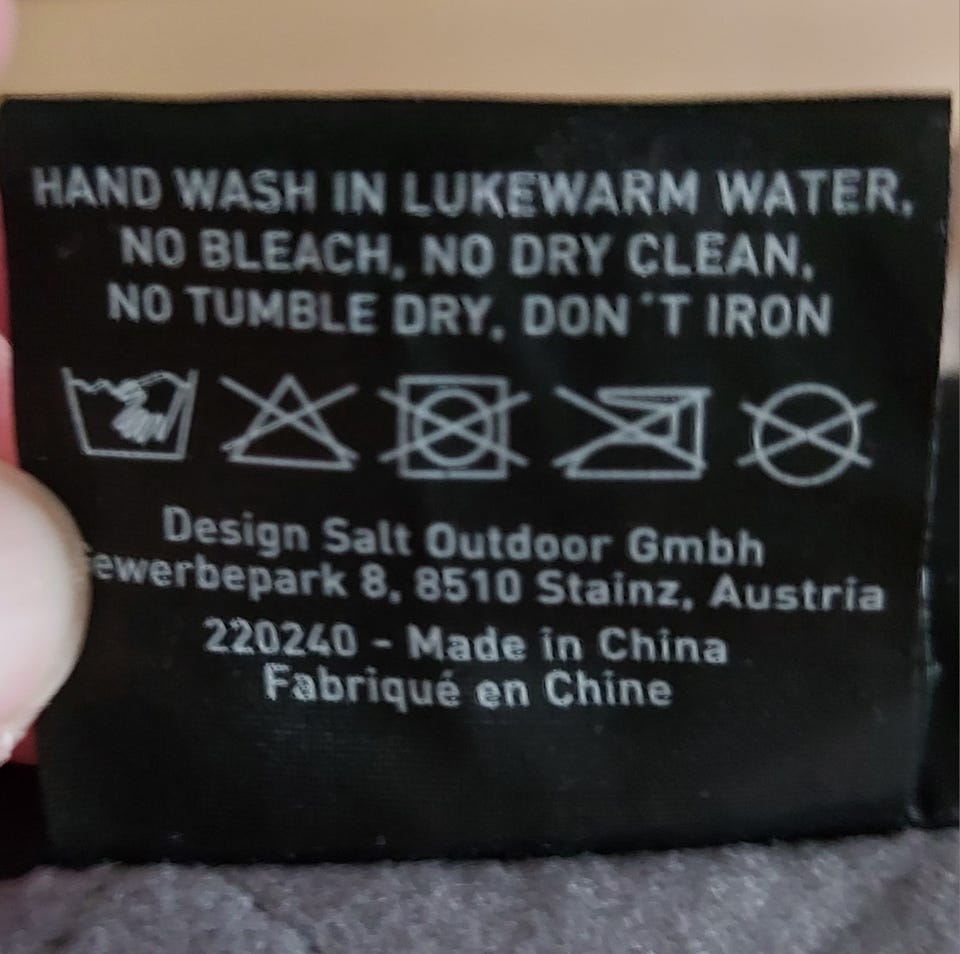 HAND WASH IN LUKEWARM WATER,
NO BLEACH, NO DRY CLEAN,
NO TUMBLE DRY, DON´T IRON
Design Salt Outdoor Gmbh
ewerbepark 8, 8510 Stainz, Austria
220240 - Made in China
Fabriqué en Chine